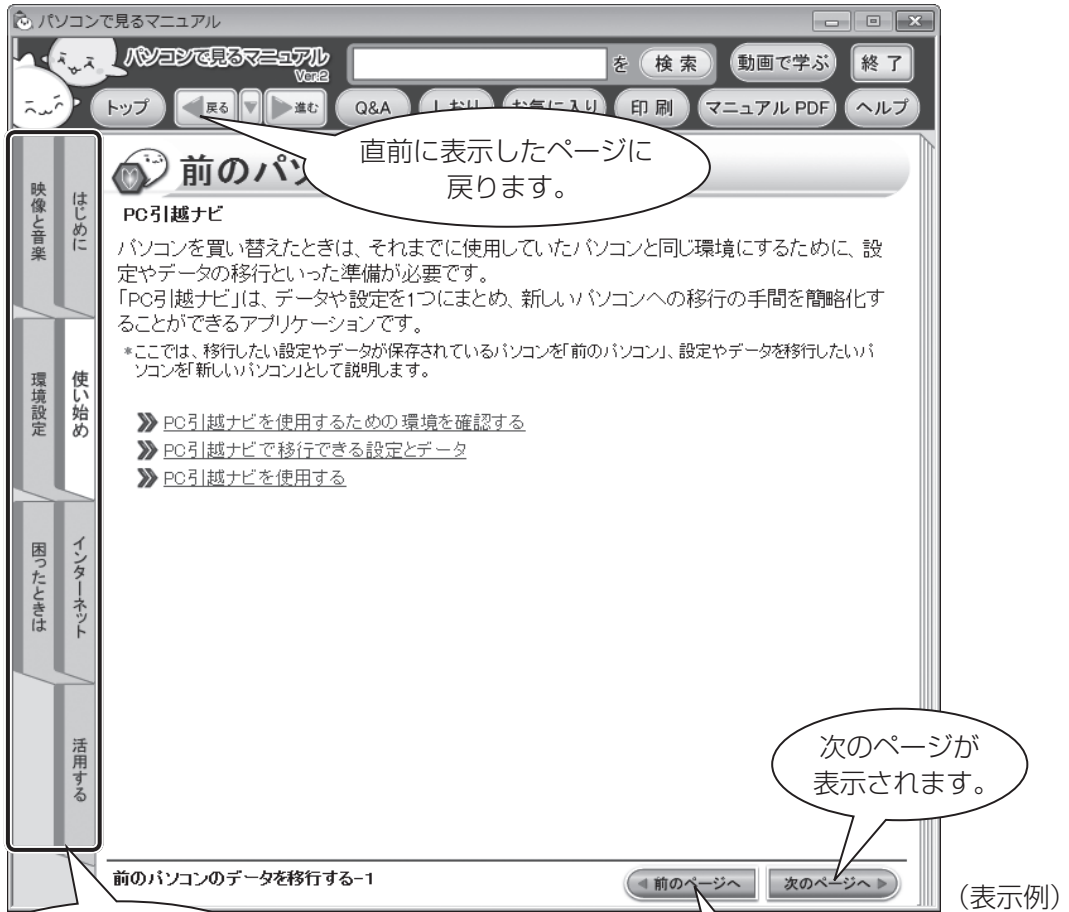 パソコンで見るマニュアル
パソコンで見るマニュアル
Ver.2
を 検索 動画で学ぶ 終了
トップ 戻る 進む Q&A しおり お気に入り 印刷 マニュアル PDF ヘルプ
直前に表示したページに
戻ります。
前のパソ
PC引越ナビ
パソコンを買い替えたときは、それまでに使用していたパソコンと同じ環境にするために、設
定やデータの移行といった準備が必要です。
「PC引越ナビ」は、データや設定を1つにまとめ、新しいパソコンへの移行の手間を簡略化す
ることができるアプリケーションです。
*ここでは、移行したい設定やデータが保存されているパソコンを「前のパソコン」、設定やデータを移行したいパ
ソコンを「新しいパソコン」として説明します。
PC引越ナビを使用するための環境を確認する
PC引越ナビで移行できる設定とデータ
PC引越ナビを使用する
はじめに
使い始め
インターネット
活用する
映像と音楽
環境設定
困ったときは
次のページが
表示されます。
前のパソコンのデータを移行する-1
前のページへ 次のページへ
(表示例)